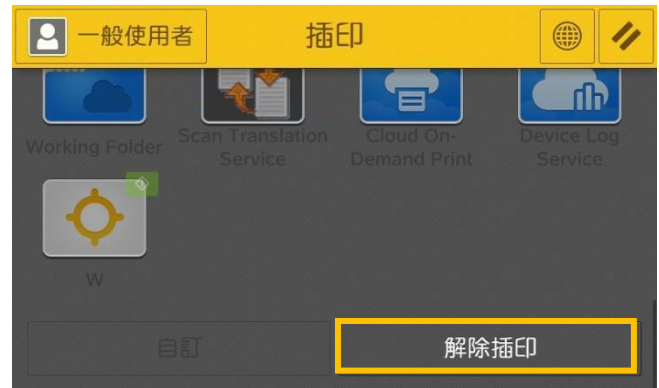 一般使用者
插印
Working Folder
Scan Translation
Service
Cloud On-
Demand Print
Device Log
Service
W
自訂
解除插印